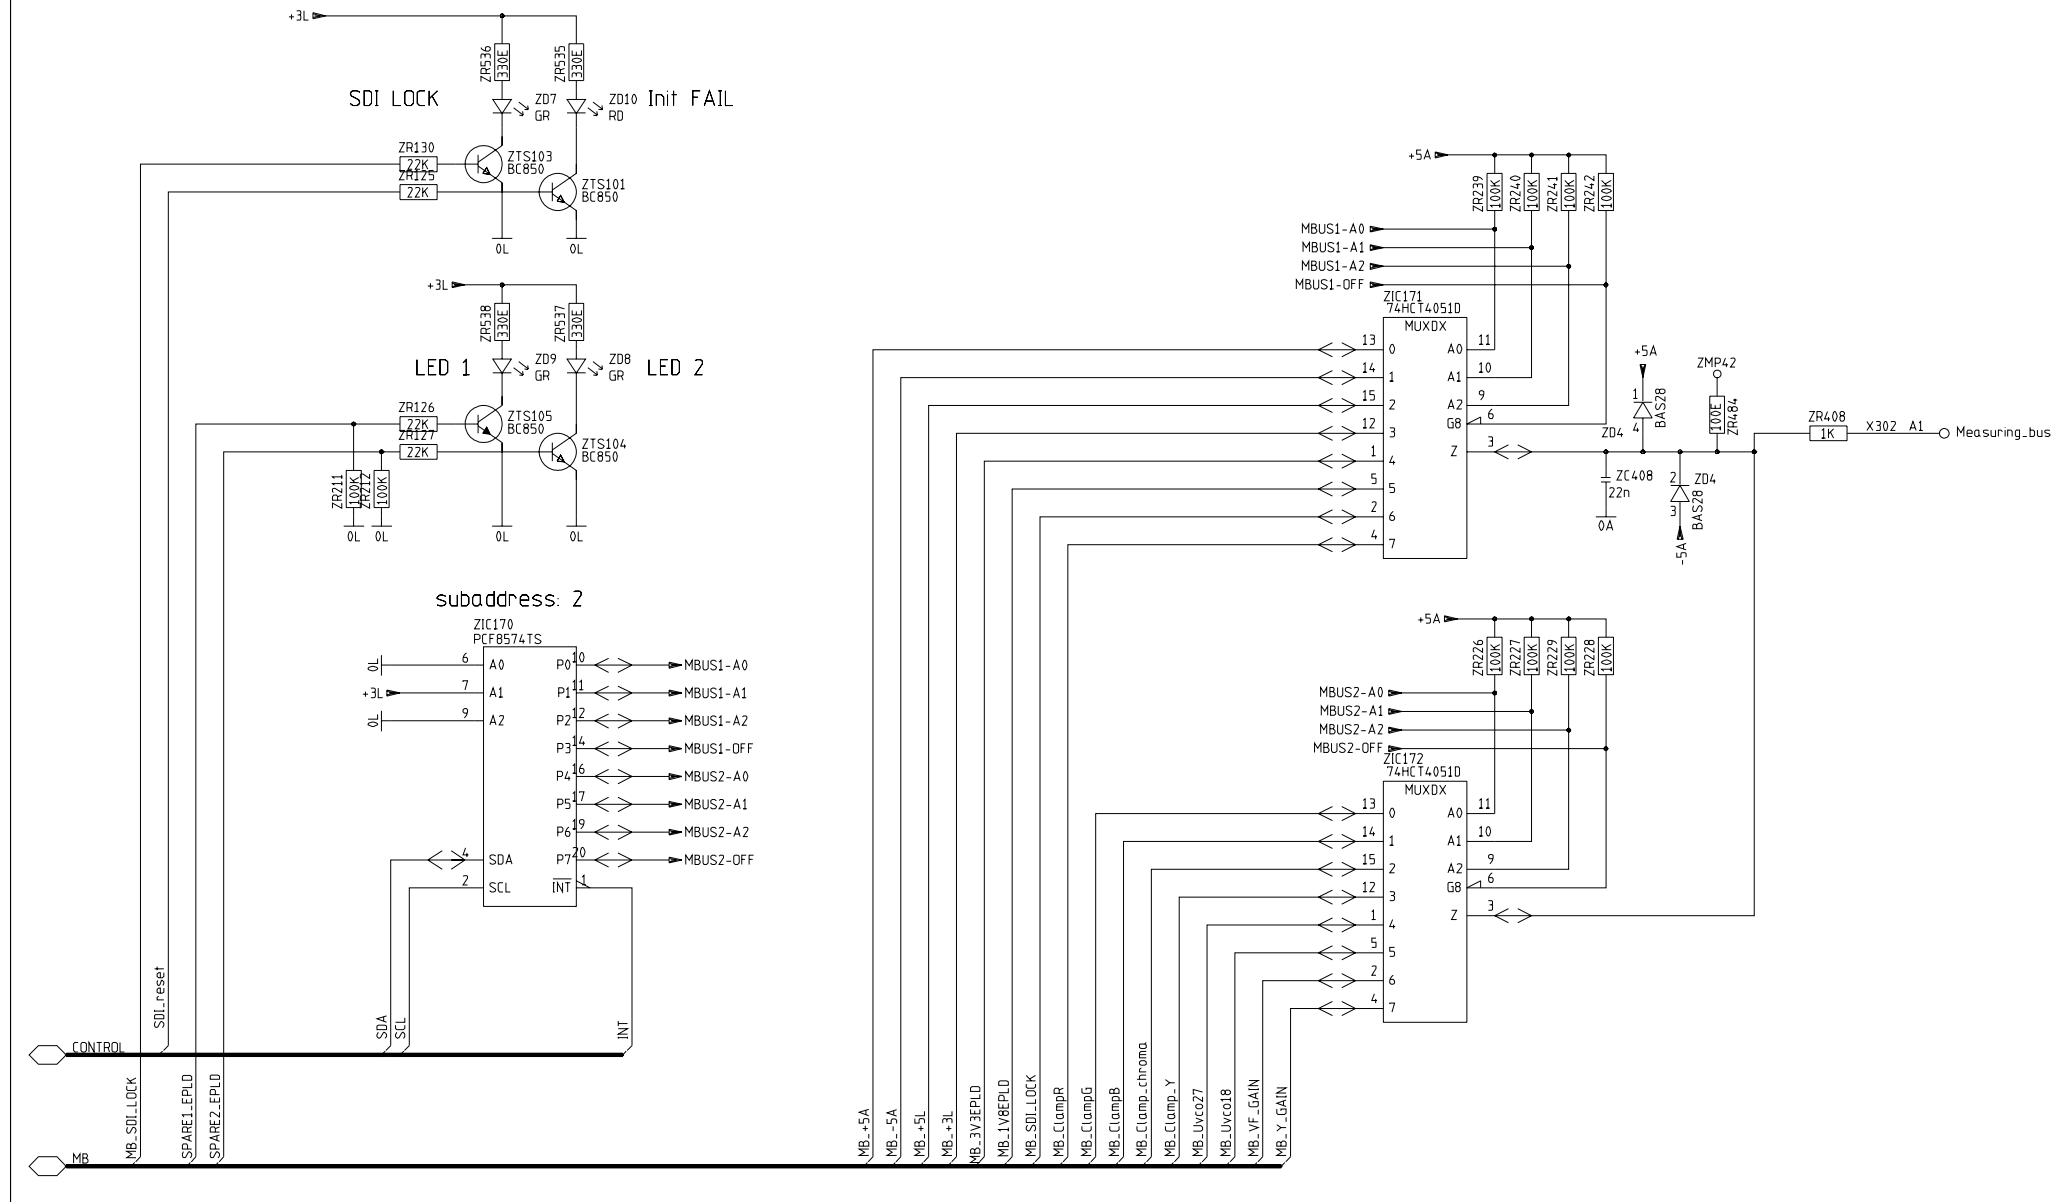 +3L
ZR536
330E
ZR535
330E
SDI LOCK
ZD7
GR
ZD10
RD
Init FAIL
ZR130
22K
ZTS103
BC850
ZR125
22K
ZTS101
BC850
0L
0L
+3L
ZR538
330E
ZR537
330E
LED 1
ZD9
GR
ZD8
GR
LED 2
ZR126
22K
ZTS105
BC850
ZR127
22K
ZTS104
BC850
ZR211
100K
ZR212
100K
0L
0L
0L
0L
subaddress: 2
ZIC170
PCF8574TS
0L 6 A0 P0 10 MBUS1-A0
+3L 7 A1 P1 11 MBUS1-A1
0L 9 A2 P2 12 MBUS1-A2
P3 14 MBUS1-OFF
P4 16 MBUS2-A0
P5 17 MBUS2-A1
P6 19 MBUS2-A2
4 SDA P7 20 MBUS2-OFF
2 SCL INT 1
SDI_reset
SDA
SCL
INT
CONTROL
MB_SDI_LOCK
SPARE1_EPLD
SPARE2_EPLD
MB
+5A
ZR239
100K
ZR240
100K
ZR241
100K
ZR242
100K
MBUS1-A0
MBUS1-A1
MBUS1-A2
MBUS1-OFF
ZIC171
74HCT4051D
MUXDX
13 0 A0 11
14 1 A1 10
15 2 A2 9
12 3 G8 6
1 4 Z 3
5 5
2 6
4 7
+5A
1
BAS28
4
ZD4
ZMP42
100E
ZR484
ZR408
1K
X302 A1
Measuring_bus
ZC408
22n
0A
2
ZD4
BAS28
3
-5A
+5A
ZR226
100K
ZR227
100K
ZR229
100K
ZR228
100K
MBUS2-A0
MBUS2-A1
MBUS2-A2
MBUS2-OFF
ZIC172
74HCT4051D
MUXDX
13 0 A0 11
14 1 A1 10
15 2 A2 9
12 3 G8 6
1 4 Z 3
5 5
2 6
4 7
MB_+5A
MB_-5A
MB_+5L
MB_+3L
MB_3V3EPLD
MB_1V8EPLD
MB_SDI_LOCK
MB_ClampR
MB_ClampG
MB_ClampB
MB_Clamp_chroma
MB_Clamp_Y
MB_Uvco27
MB_Uvco18
MB_VF_GAIN
MB_Y_GAIN